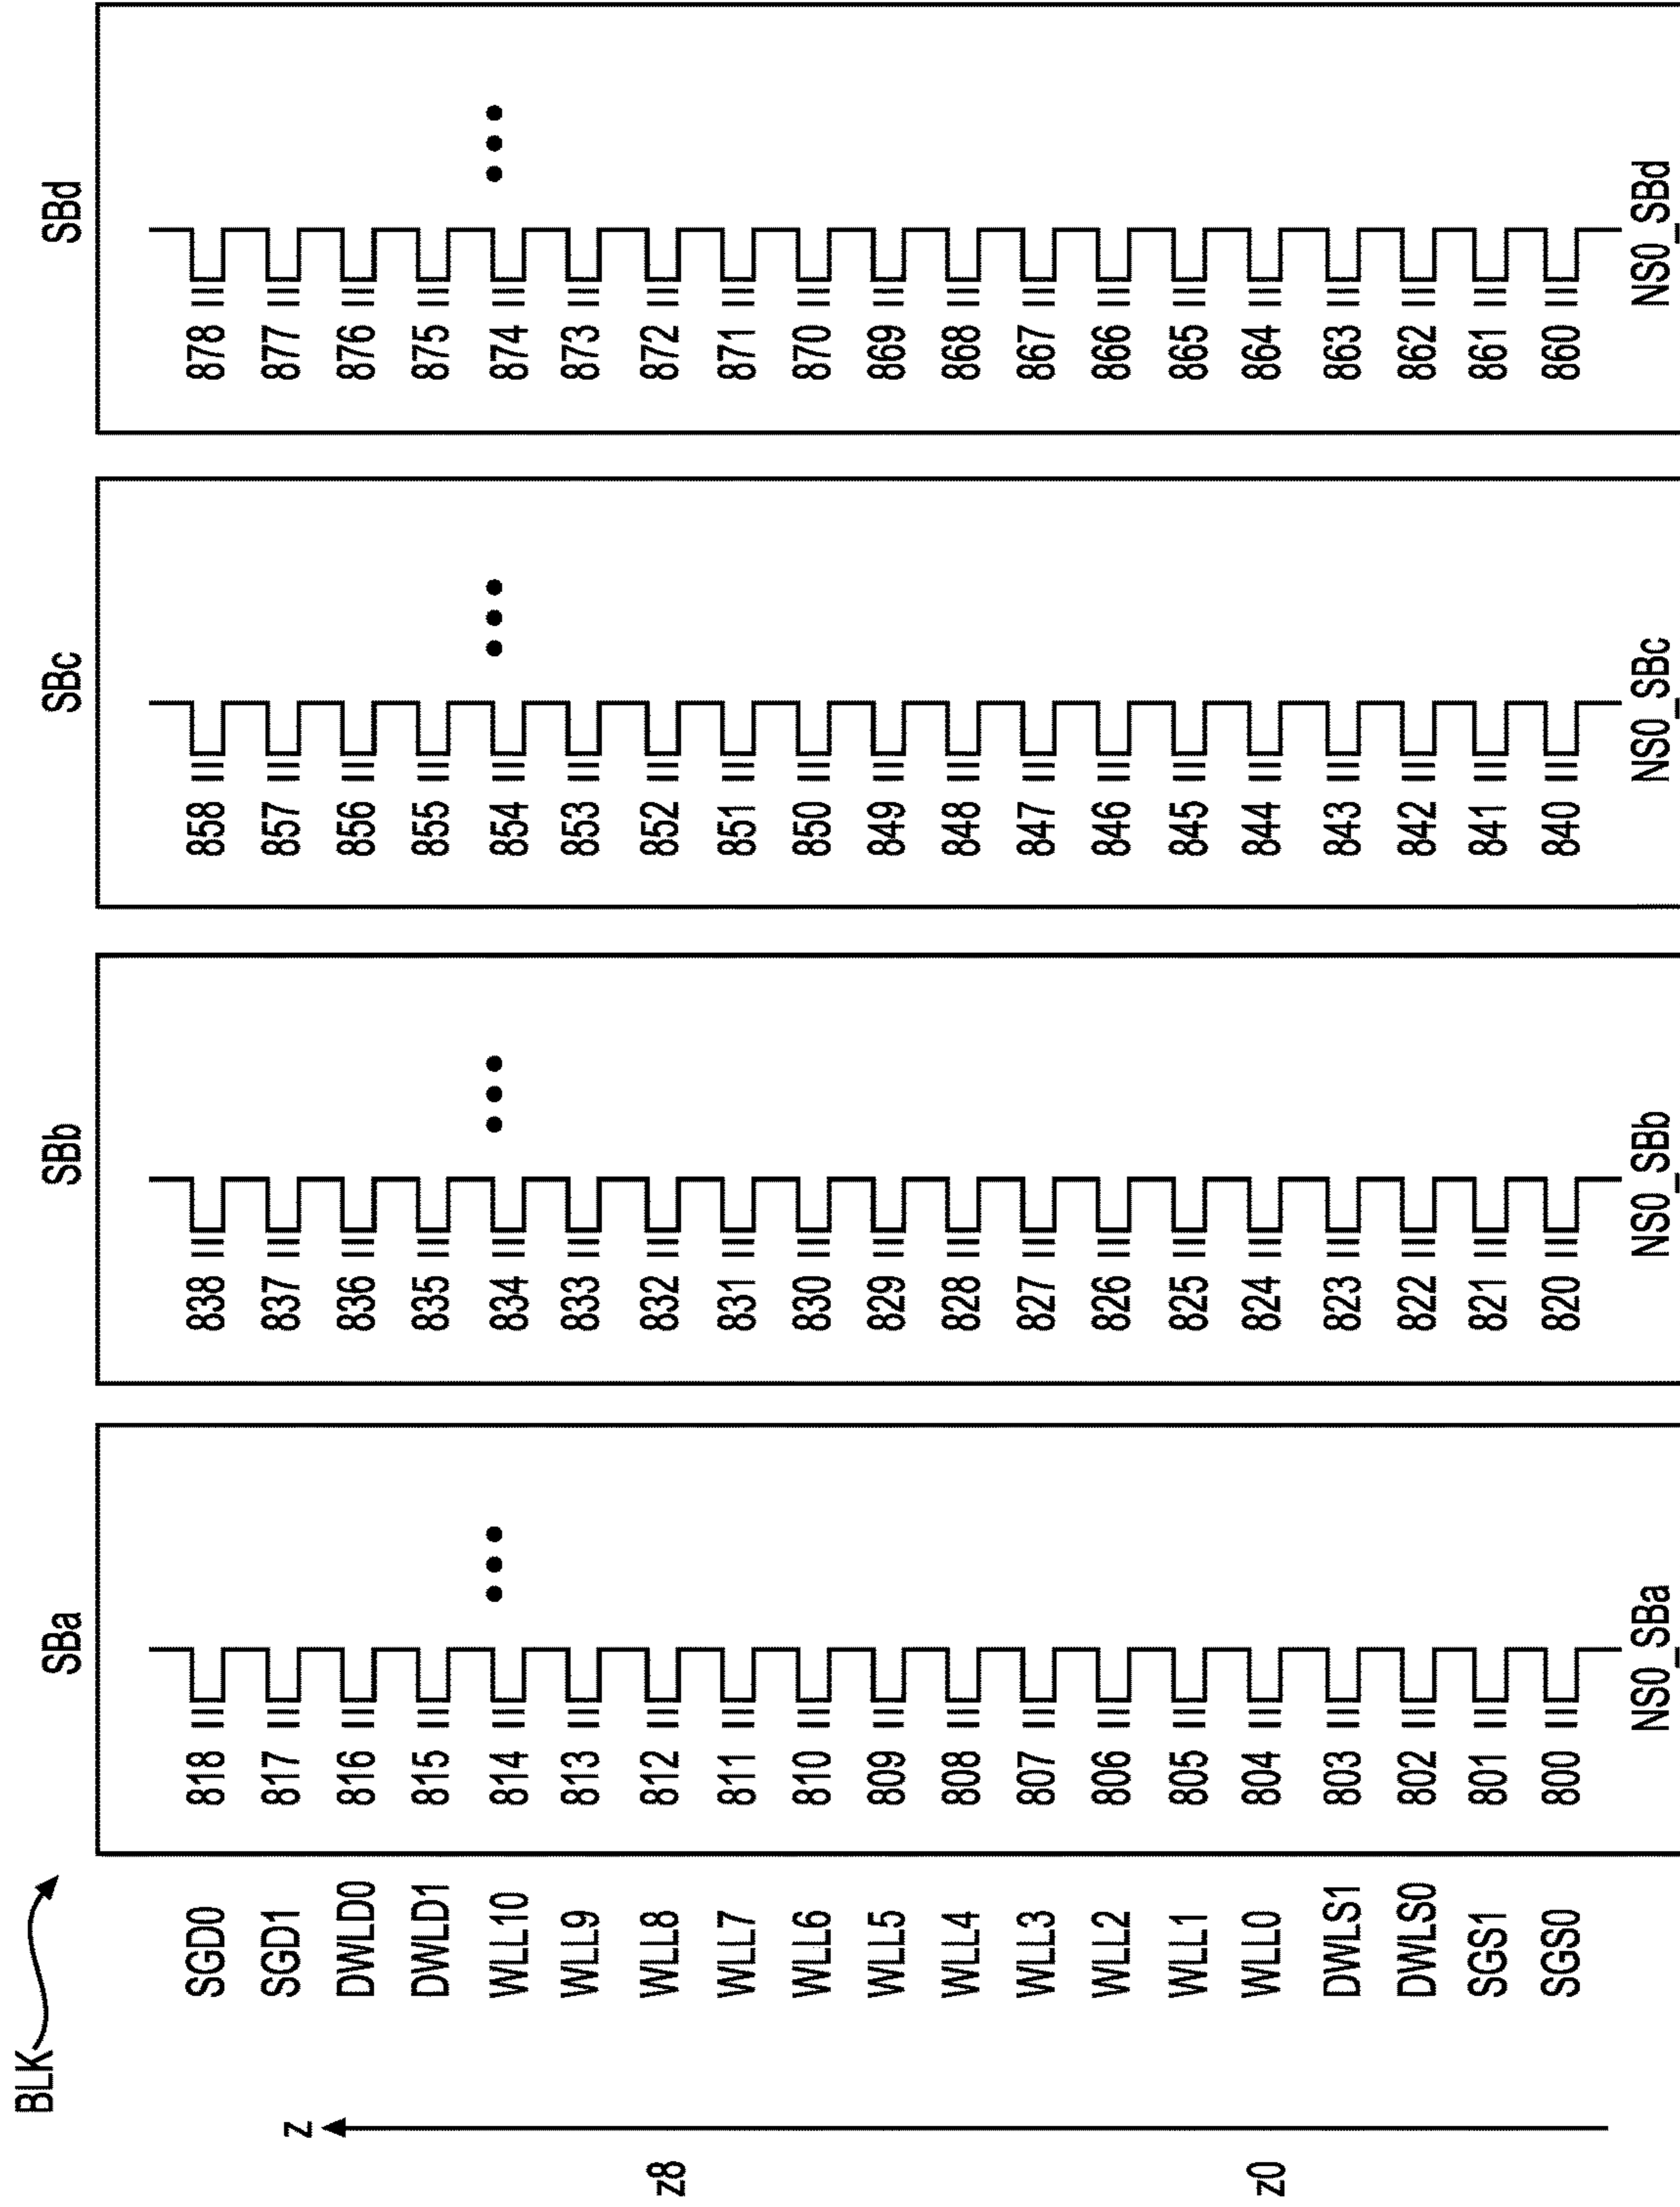 BLK
SBa SBb SBc SBd
SGD0 818 838 858 878
z SGD1 817 837 857 877
DWLD0 816 836 856 876
DWLD1 815 835 855 875
WLL10 814 834 854 874
WLL9 813 833 853 873
z8 WLL8 812 832 852 872
WLL7 811 831 851 871
WLL6 810 830 850 870
WLL5 809 829 849 869
WLL4 808 828 848 868
WLL3 807 827 847 867
WLL2 806 826 846 866
WLL1 805 825 845 865
z0 WLL0 804 824 844 864
DWLS1 803 823 843 863
DWLS0 802 822 842 862
SGS1 801 821 841 861
SGS0 800 820 840 860
NS0_SBa NS0_SBb NS0_SBc NS0_SBd